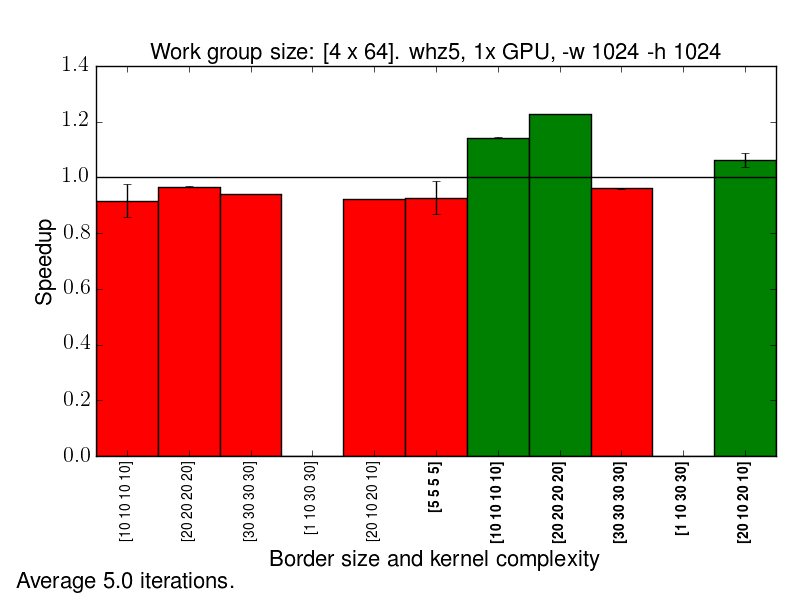 Work group size: [4 x 64]. whz5, 1x GPU, -w 1024 -h 1024
1.4
1.2
1.0
0.8
0.6
0.4
0.2
0.0
Speedup
[10 10 10 10]
[20 20 20 20]
[30 30 30 30]
[1 10 30 30]
[20 10 20 10]
[5 5 5 5]
[10 10 10 10]
[20 20 20 20]
[30 30 30 30]
[1 10 30 30]
[20 10 20 10]
Border size and kernel complexity
Average 5.0 iterations.